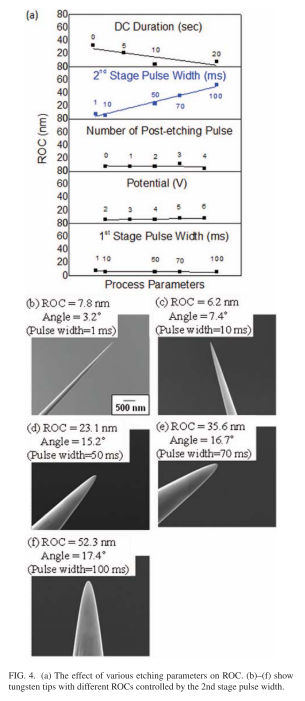 (a)
ROC (nm)
80
60
40
20
DC Duration (sec)
0
5
10
20
80
60
40
20
2nd Stage Pulse Width (ms)
1 10
50
70
100
80
60
40
20
Number of Post-etching Pulse
0 1 2 3 4
80
60
40
20
Potential (V)
2 3 4 5 6
80
60
40
20
1st Stage Pulse Width (ms)
1 10 50 70 100
Process Parameters
(b) ROC = 7.8 nm
Angle = 3.2°
(Pulse width=1 ms)
500 nm
(c) ROC = 6.2 nm
Angle = 7.4°
(Pulse width=10 ms)
(d) ROC = 23.1 nm
Angle = 15.2°
(Pulse width=50 ms)
(e) ROC = 35.6 nm
Angle = 16.7°
(Pulse width=70 ms)
(f) ROC = 52.3 nm
Angle = 17.4°
(Pulse width=100 ms)
FIG. 4. (a) The effect of various etching parameters on ROC. (b)–(f) show
tungsten tips with different ROCs controlled by the 2nd stage pulse width.